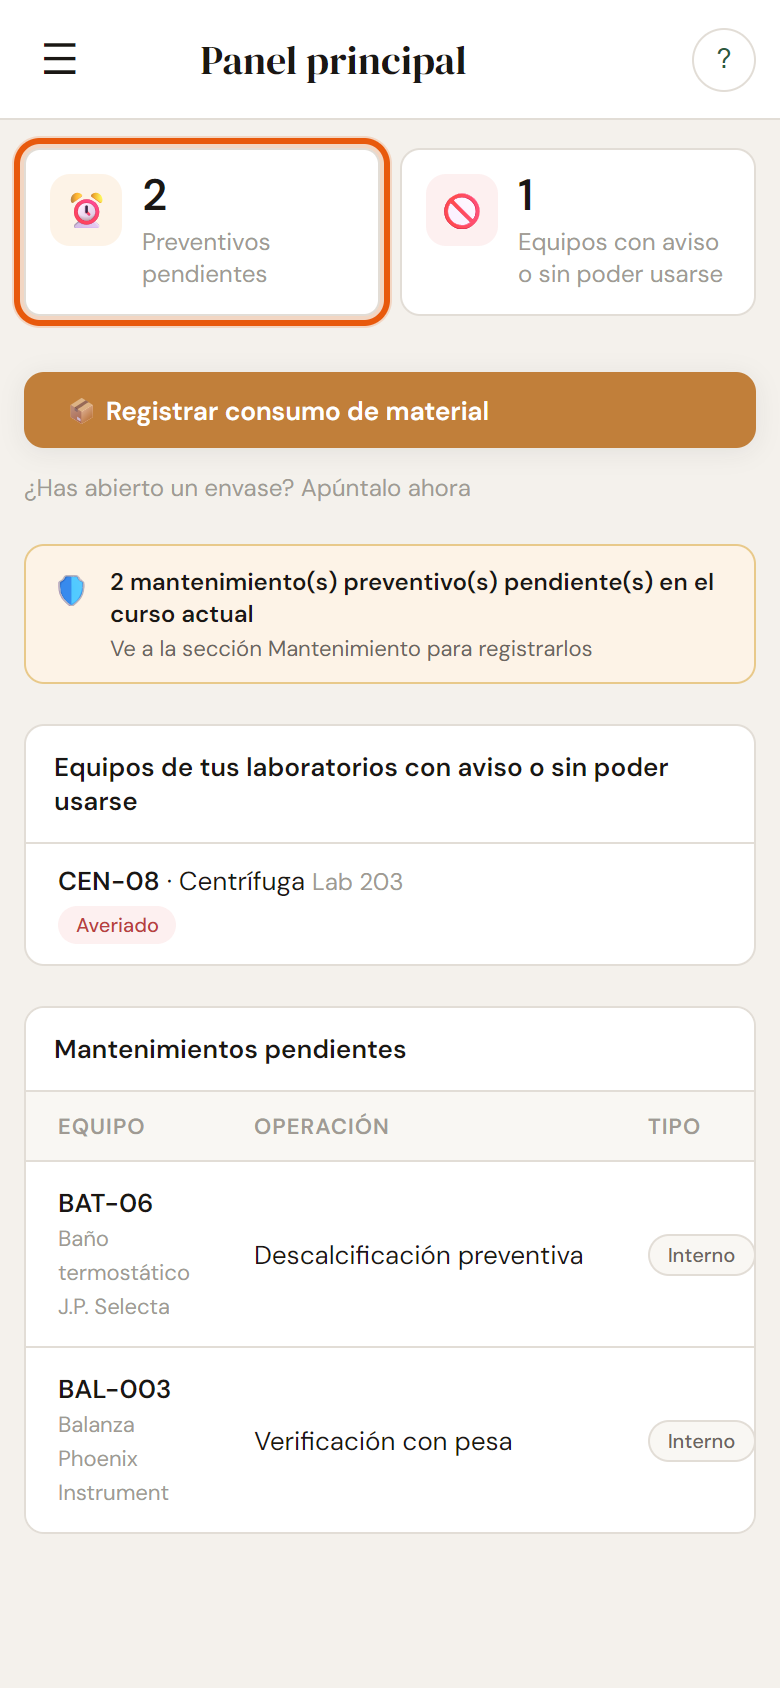 Panel principal
?
2
Preventivos
pendientes
1
Equipos con aviso
o sin poder usarse
Registrar consumo de material
¿Has abierto un envase? Apúntalo ahora
2 mantenimiento(s) preventivo(s) pendiente(s) en el
curso actual
Ve a la sección Mantenimiento para registrarlos
Equipos de tus laboratorios con aviso o sin poder
usarse
CEN-08 · Centrífuga Lab 203
Averiado
Mantenimientos pendientes
EQUIPO OPERACIÓN TIPO
BAT-06
Baño
termostático
J.P. Selecta
Descalcificación preventiva
Interno
BAL-003
Balanza
Phoenix
Instrument
Verificación con pesa
Interno